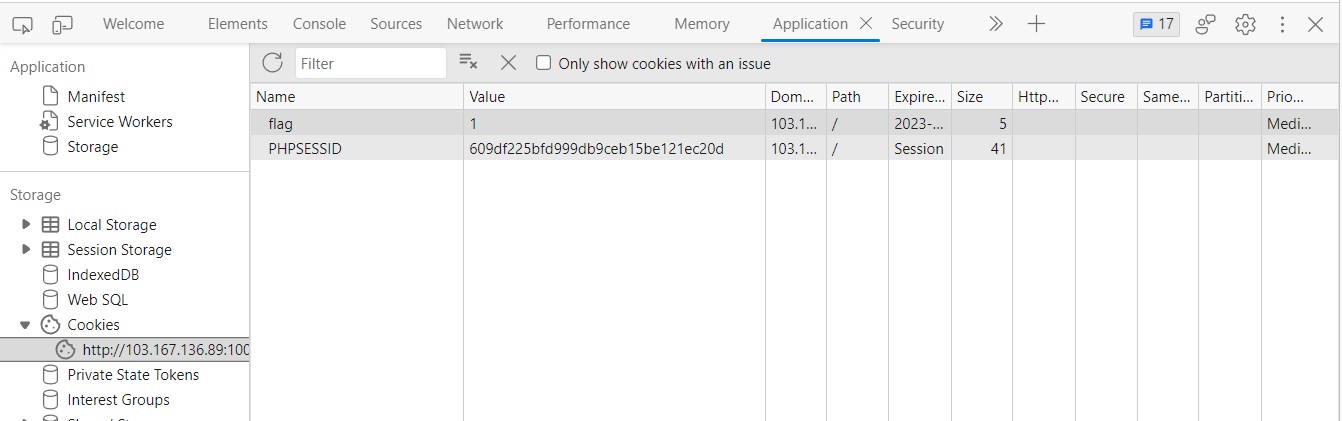 Welcome Elements Console Sources Network Performance Memory Application Security 17
Application
Manifest
Service Workers
Storage
Storage
Local Storage
Session Storage
IndexedDB
Web SQL
Cookies
http://103.167.136.89:100
Private State Tokens
Interest Groups
Filter Only show cookies with an issue
Name Value Dom... Path Expire... Size Http... Secure Same... Partiti... Prio...
flag 1 103.1... / 2023-... 5 Medi...
PHPSESSID 609df225bfd999db9ceb15be121ec20d 103.1... / Session 41 Medi...